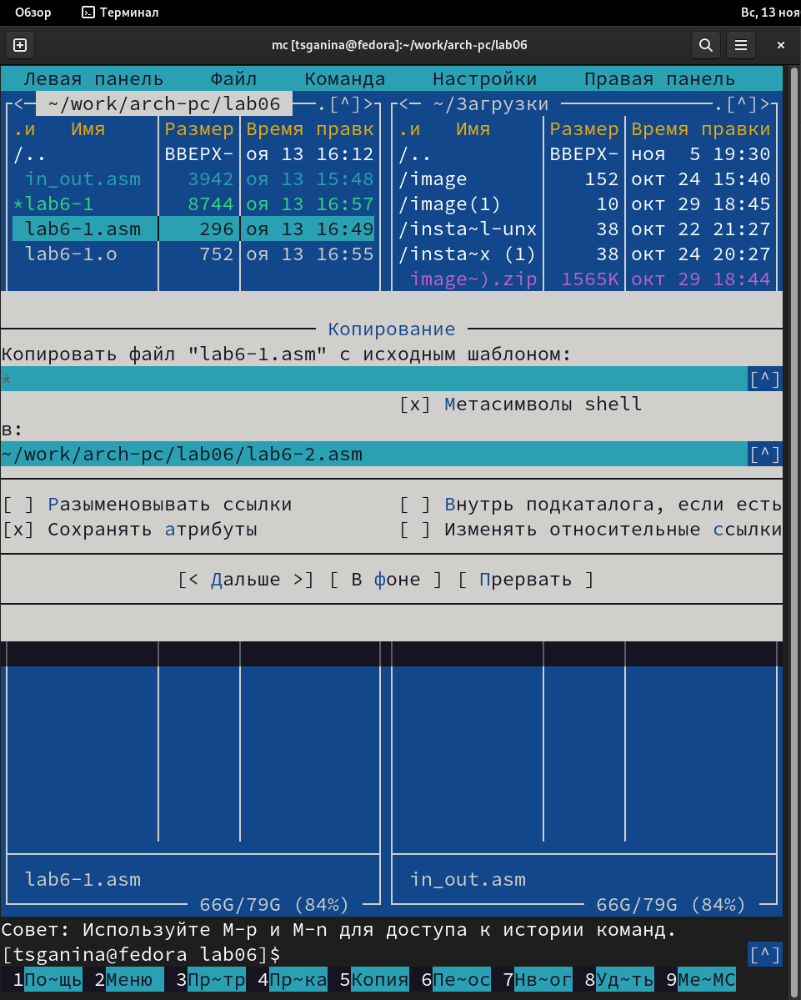 Обзор Терминал Вс, 13 ноя
mc [tsganina@fedora]:~/work/arch-pc/lab06
Левая панель Файл Команда Настройки Правая панель
<— ~/work/arch-pc/lab06 —.[^]> <— ~/Загрузки —.[^]>
.и Имя Размер Время правк .и Имя Размер Время правки
/.. ВВЕРХ- оя 13 16:12 /.. ВВЕРХ- ноя 5 19:30
in_out.asm 3942 оя 13 15:48 /image 152 окт 24 15:40
*lab6-1 8744 оя 13 16:57 /image(1) 10 окт 29 18:45
lab6-1.asm 296 оя 13 16:49 /insta~l-unx 38 окт 22 21:27
lab6-1.o 752 оя 13 16:55 /insta~x (1) 38 окт 24 20:27
image~).zip 1565K окт 29 18:44
Копирование
Копировать файл "lab6-1.asm" с исходным шаблоном:
* [^]
[x] Метасимволы shell
в:
~/work/arch-pc/lab06/lab6-2.asm [^]
[ ] Разыменовывать ссылки [ ] Внутрь подкаталога, если есть
[x] Сохранять атрибуты [ ] Изменять относительные ссылки
[< Дальше >] [ В фоне ] [ Прервать ]
lab6-1.asm in_out.asm
66G/79G (84%) 66G/79G (84%)
Совет: Используйте M-p и M-n для доступа к истории команд.
[tsganina@fedora lab06]$ [^]
1По~щь 2Меню 3Пр~тр 4Пр~ка 5Копия 6Пе~ос 7Нв~ог 8Уд~ть 9Ме~МС